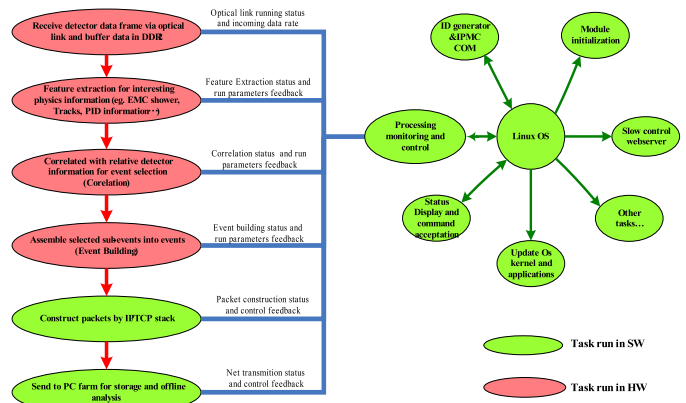 Receive detector data frame via optical
link and buffer data in DDR2
Optical link running status
and incoming data rate
Feature extraction for interesting
physics information (eg. EMC shower,
Tracks, PID information…)
Feature Extraction status and
run parameters feedback
Correlated with relative detector
information for event selection
(Corelation)
Correlation status and run
parameters feedback
Assemble selected sub-events into events
(Event Building)
Event building status and
run parameters feedback
Construct packets by IP/TCP stack
Packet construction status
and control feedback
Send to PC farm for storage and offline
analysis
Net transmition status
and control feedback
Processing
monitoring and
control
ID generator
&IPMC
COM
Module
initialization
Linux OS
Slow control
webserver
Status
Display and
command
acceptation
Update Os
kernel and
applications
Other
tasks…
Task run in SW
Task run in HW